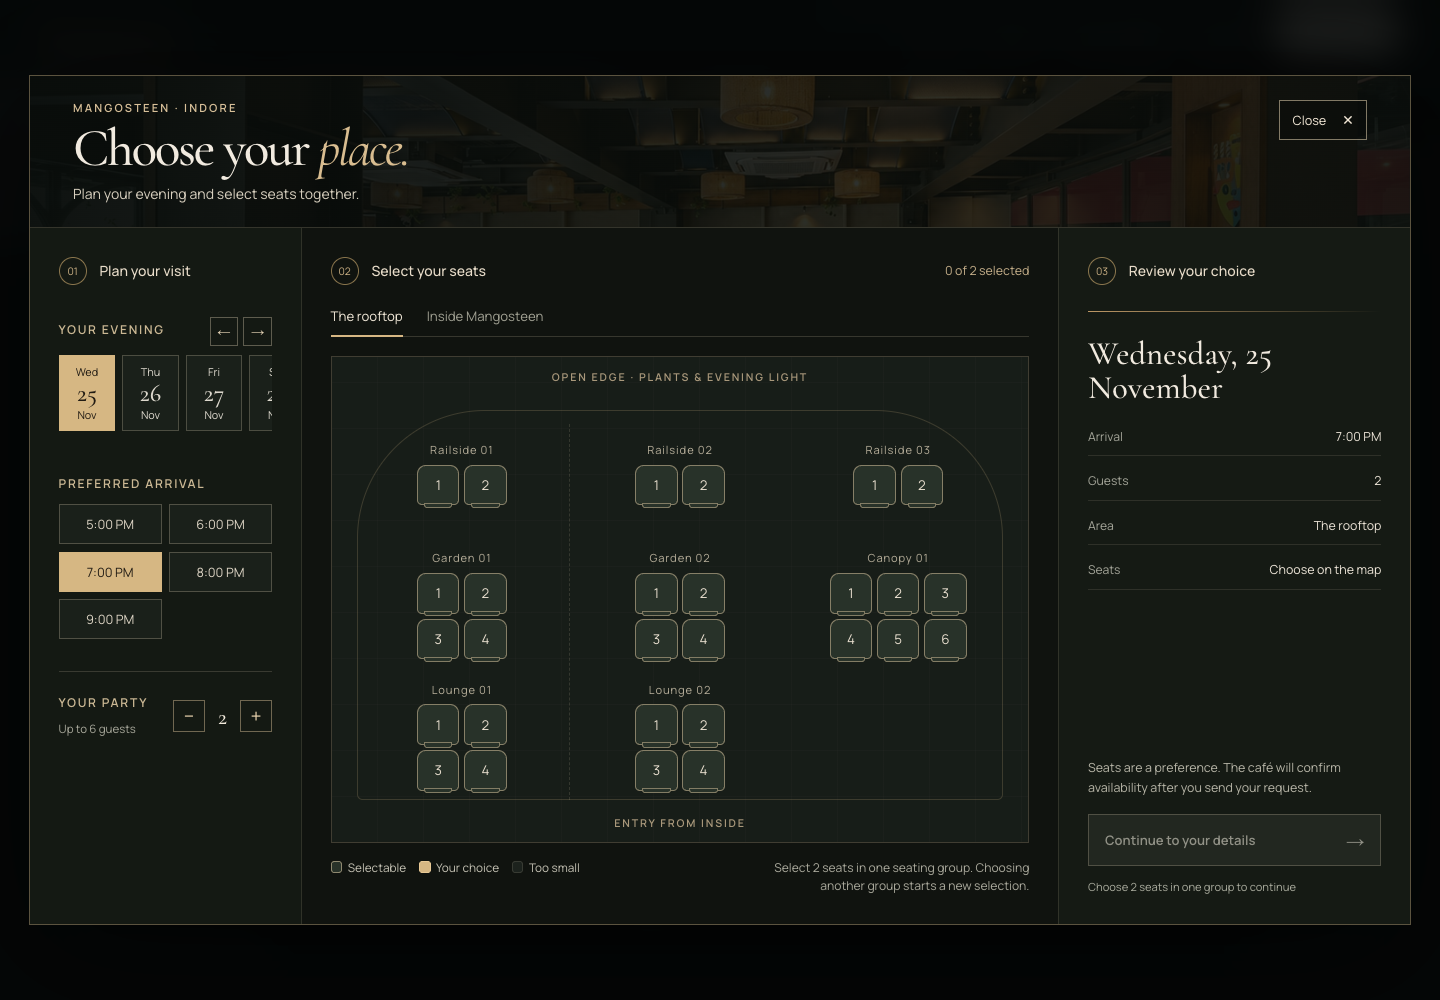 MANGOSTEEN · INDORE
Choose your place.
Plan your evening and select seats together.
Close ✕
01 Plan your visit
YOUR EVENING ← →
Wed 25 Nov
Thu 26 Nov
Fri 27 Nov
PREFERRED ARRIVAL
5:00 PM 6:00 PM
7:00 PM 8:00 PM
9:00 PM
YOUR PARTY
Up to 6 guests
− 2 +
02 Select your seats
0 of 2 selected
The rooftop Inside Mangosteen
OPEN EDGE · PLANTS & EVENING LIGHT
Railside 01 Railside 02 Railside 03
1 2 1 2 1 2
Garden 01 Garden 02 Canopy 01
1 2 1 2 1 2 3
3 4 3 4 4 5 6
Lounge 01 Lounge 02
1 2 1 2
3 4 3 4
ENTRY FROM INSIDE
Selectable Your choice Too small
Select 2 seats in one seating group. Choosing
another group starts a new selection.
03 Review your choice
Wednesday, 25
November
Arrival 7:00 PM
Guests 2
Area The rooftop
Seats Choose on the map
Seats are a preference. The café will confirm
availability after you send your request.
Continue to your details →
Choose 2 seats in one group to continue